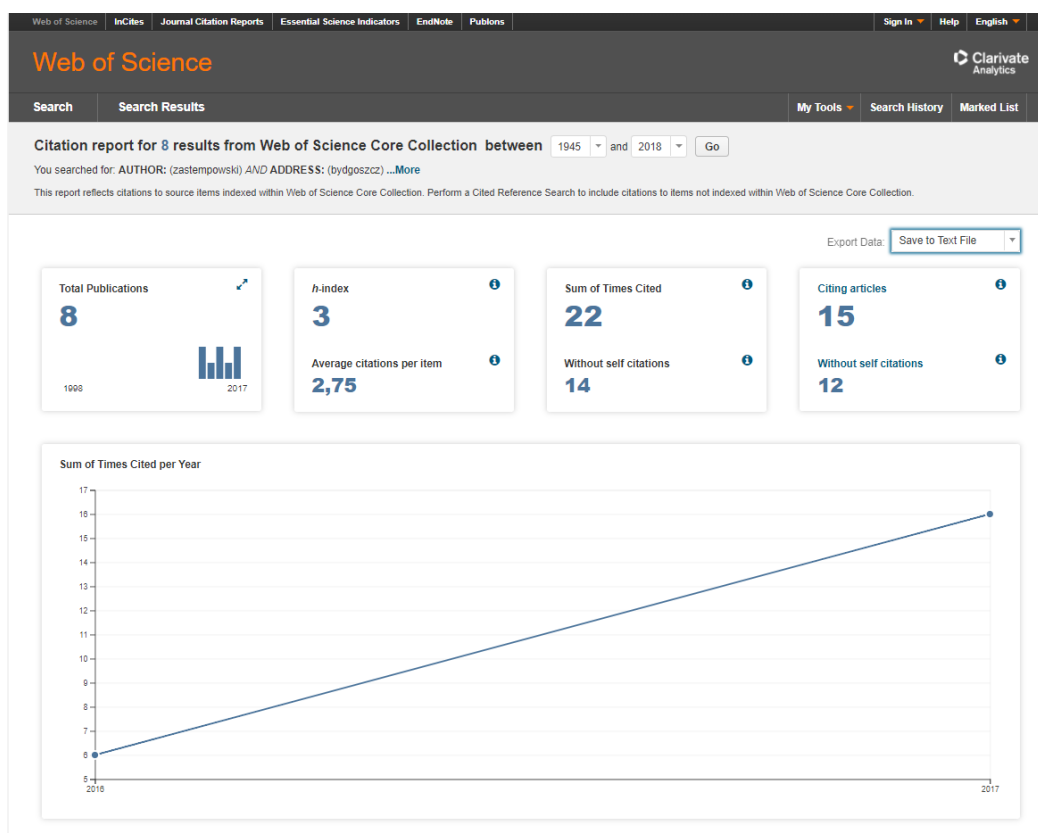 Web of Science InCites Journal Citation Reports Essential Science Indicators EndNote Publons Sign In Help English
Web of Science
Clarivate
Analytics
Search Search Results My Tools Search History Marked List
Citation report for 8 results from Web of Science Core Collection between 1945 and 2018 Go
You searched for: AUTHOR: (zastempowski) AND ADDRESS: (bydgoszcz) ...More
This report reflects citations to source items indexed within Web of Science Core Collection. Perform a Cited Reference Search to include citations to items not indexed within Web of Science Core Collection.
Export Data: Save to Text File
Total Publications
8
1998 2017
h-index
3
Average citations per item
2,75
Sum of Times Cited
22
Without self citations
14
Citing articles
15
Without self citations
12
Sum of Times Cited per Year
17
16
15
14
13
12
11
10
9
8
7
6
5
2016 2017